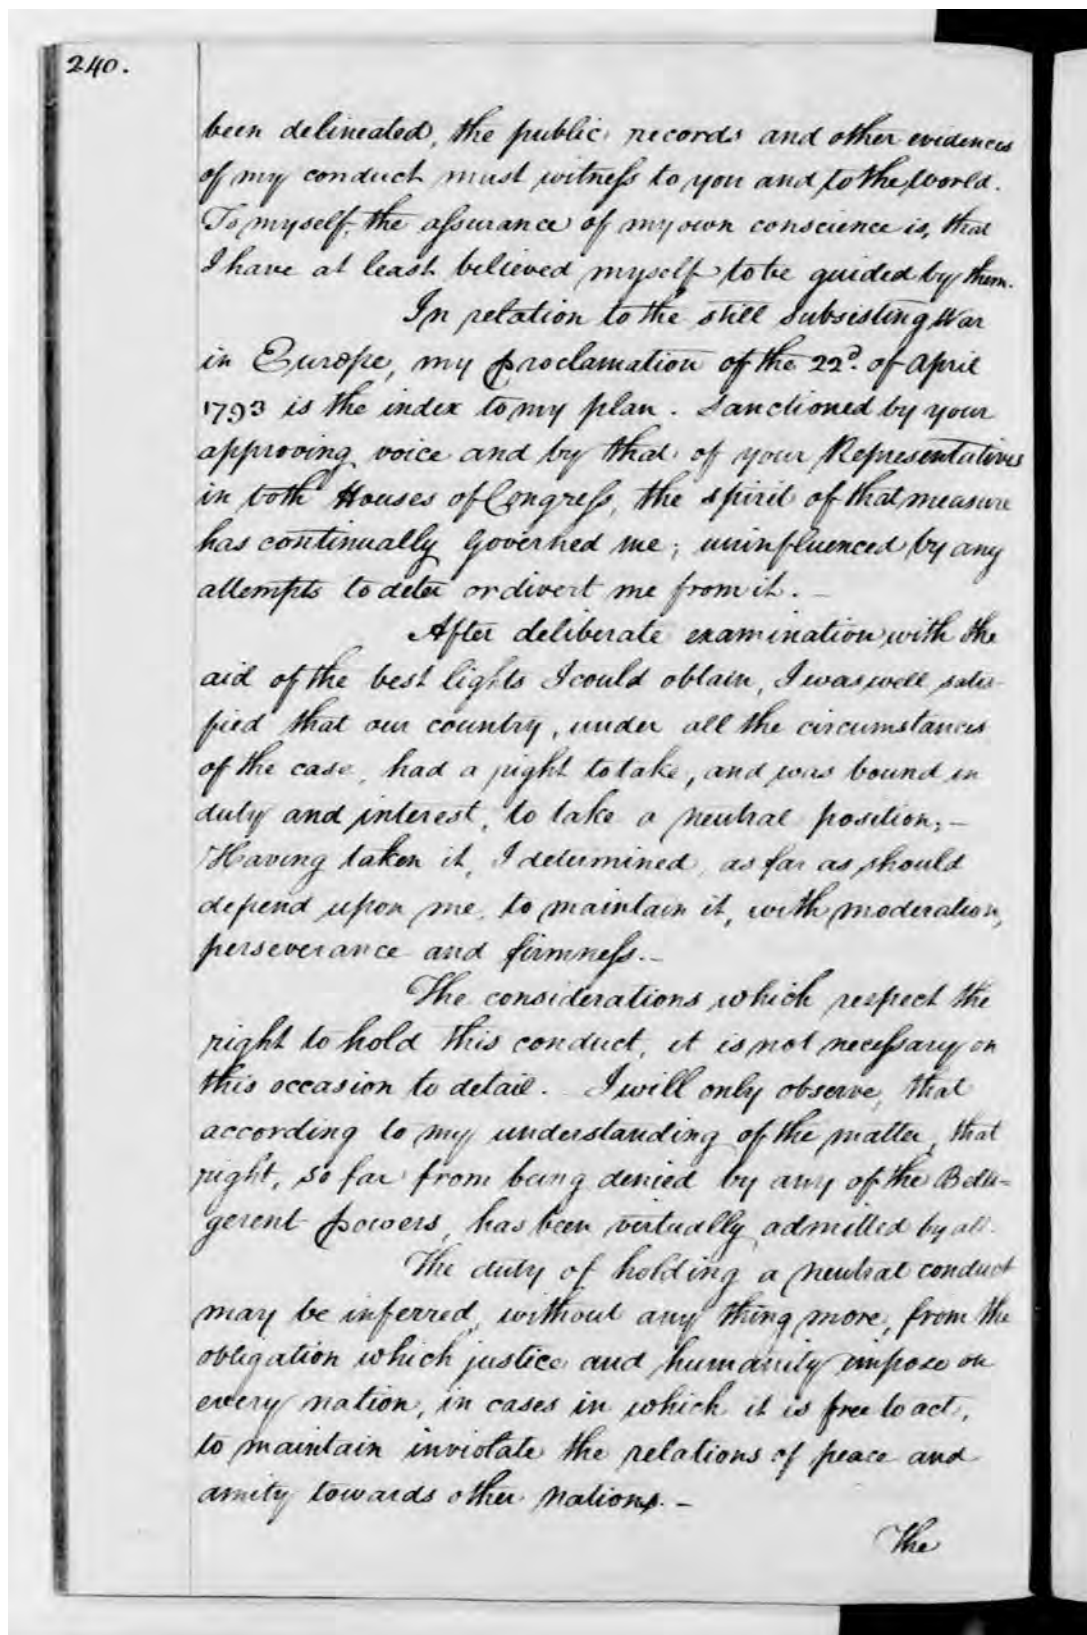 240.
been delineated, the public records and other evidences
of my conduct must witness to you and to the world.
To myself, the assurance of my own conscience is, that
I have at least believed myself to be guided by them.
In relation to the still subsisting War
in Europe, my proclamation of the 22d. of April
1793 is the index to my plan. Sanctioned by your
approving voice and by that of your Representatives
in both Houses of Congress, the spirit of that measure
has continually governed me; uninfluenced by any
attempts to deter or divert me from it. -
After deliberate examination with the
aid of the best lights I could obtain, I was well satis-
fied that our country, under all the circumstances
of the case, had a right to take, and was bound in
duty and interest, to take a neutral position; -
Having taken it, I determined, as far as should
depend upon me, to maintain it, with moderation,
perseverance and firmness. -
The considerations which respect the
right to hold this conduct, it is not necessary on
this occasion to detail. - I will only observe, that
according to my understanding of the matter, that
right, so far from being denied by any of the Belli=
gerent powers, has been virtually admitted by all.
The duty of holding a neutral conduct
may be inferred, without any thing more, from the
obligation which justice and humanity impose on
every nation, in cases in which it is free to act,
to maintain inviolate the relations of peace and
amity towards other nations. -
The